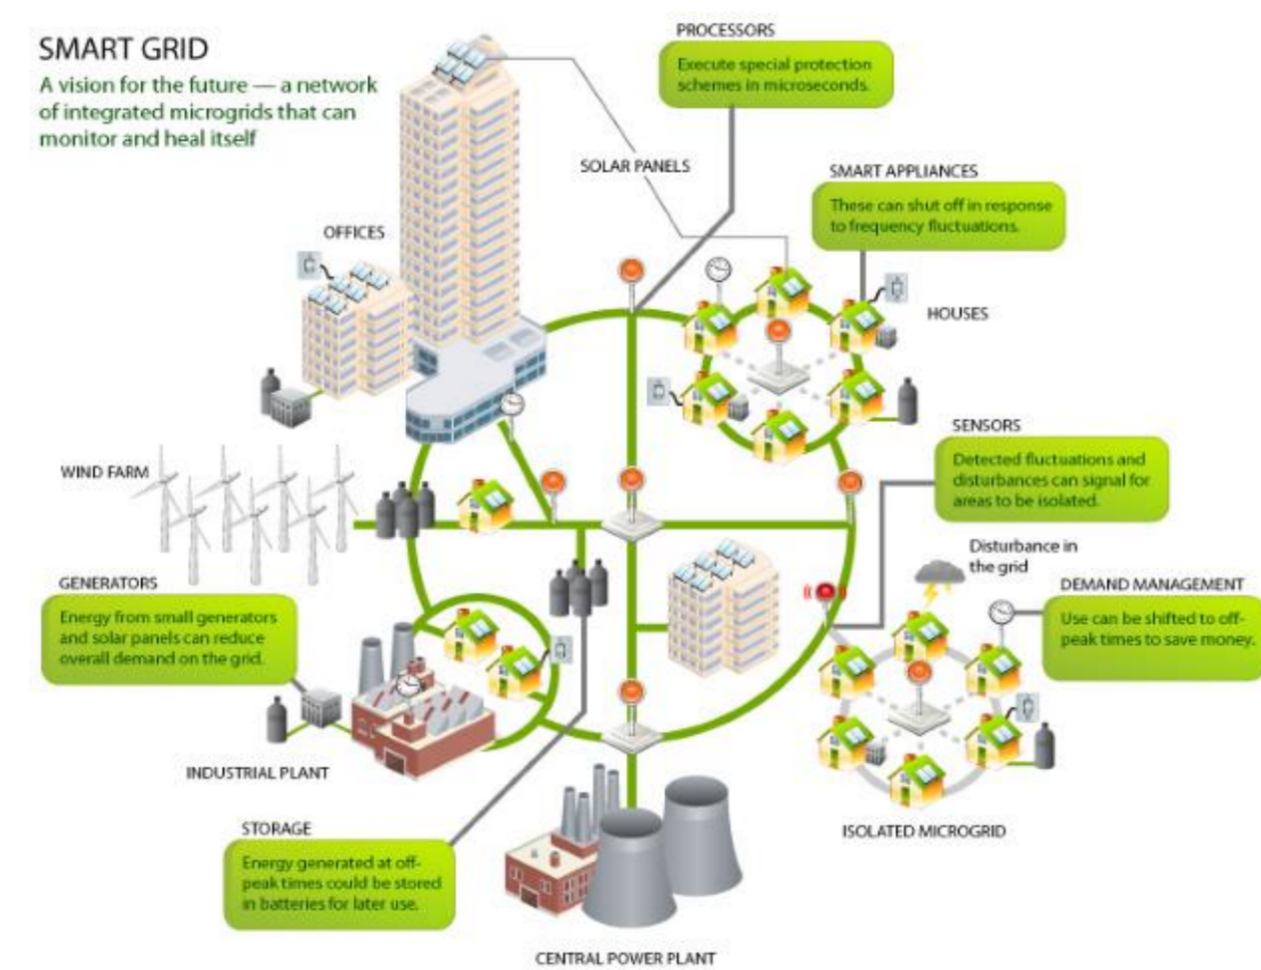 SMART GRID
A vision for the future — a network
of integrated microgrids that can
monitor and heal itself
PROCESSORS
Execute special protection
schemes in microseconds.
SOLAR PANELS
SMART APPLIANCES
These can shut off in response
to frequency fluctuations.
OFFICES
HOUSES
SENSORS
Detected fluctuations and
disturbances can signal for
areas to be isolated.
WIND FARM
Disturbance in
the grid
GENERATORS
Energy from small generators
and solar panels can reduce
overall demand on the grid.
DEMAND MANAGEMENT
Use can be shifted to off-
peak times to save money.
INDUSTRIAL PLANT
STORAGE
Energy generated at off-
peak times could be stored
in batteries for later use.
ISOLATED MICROGRID
CENTRAL POWER PLANT